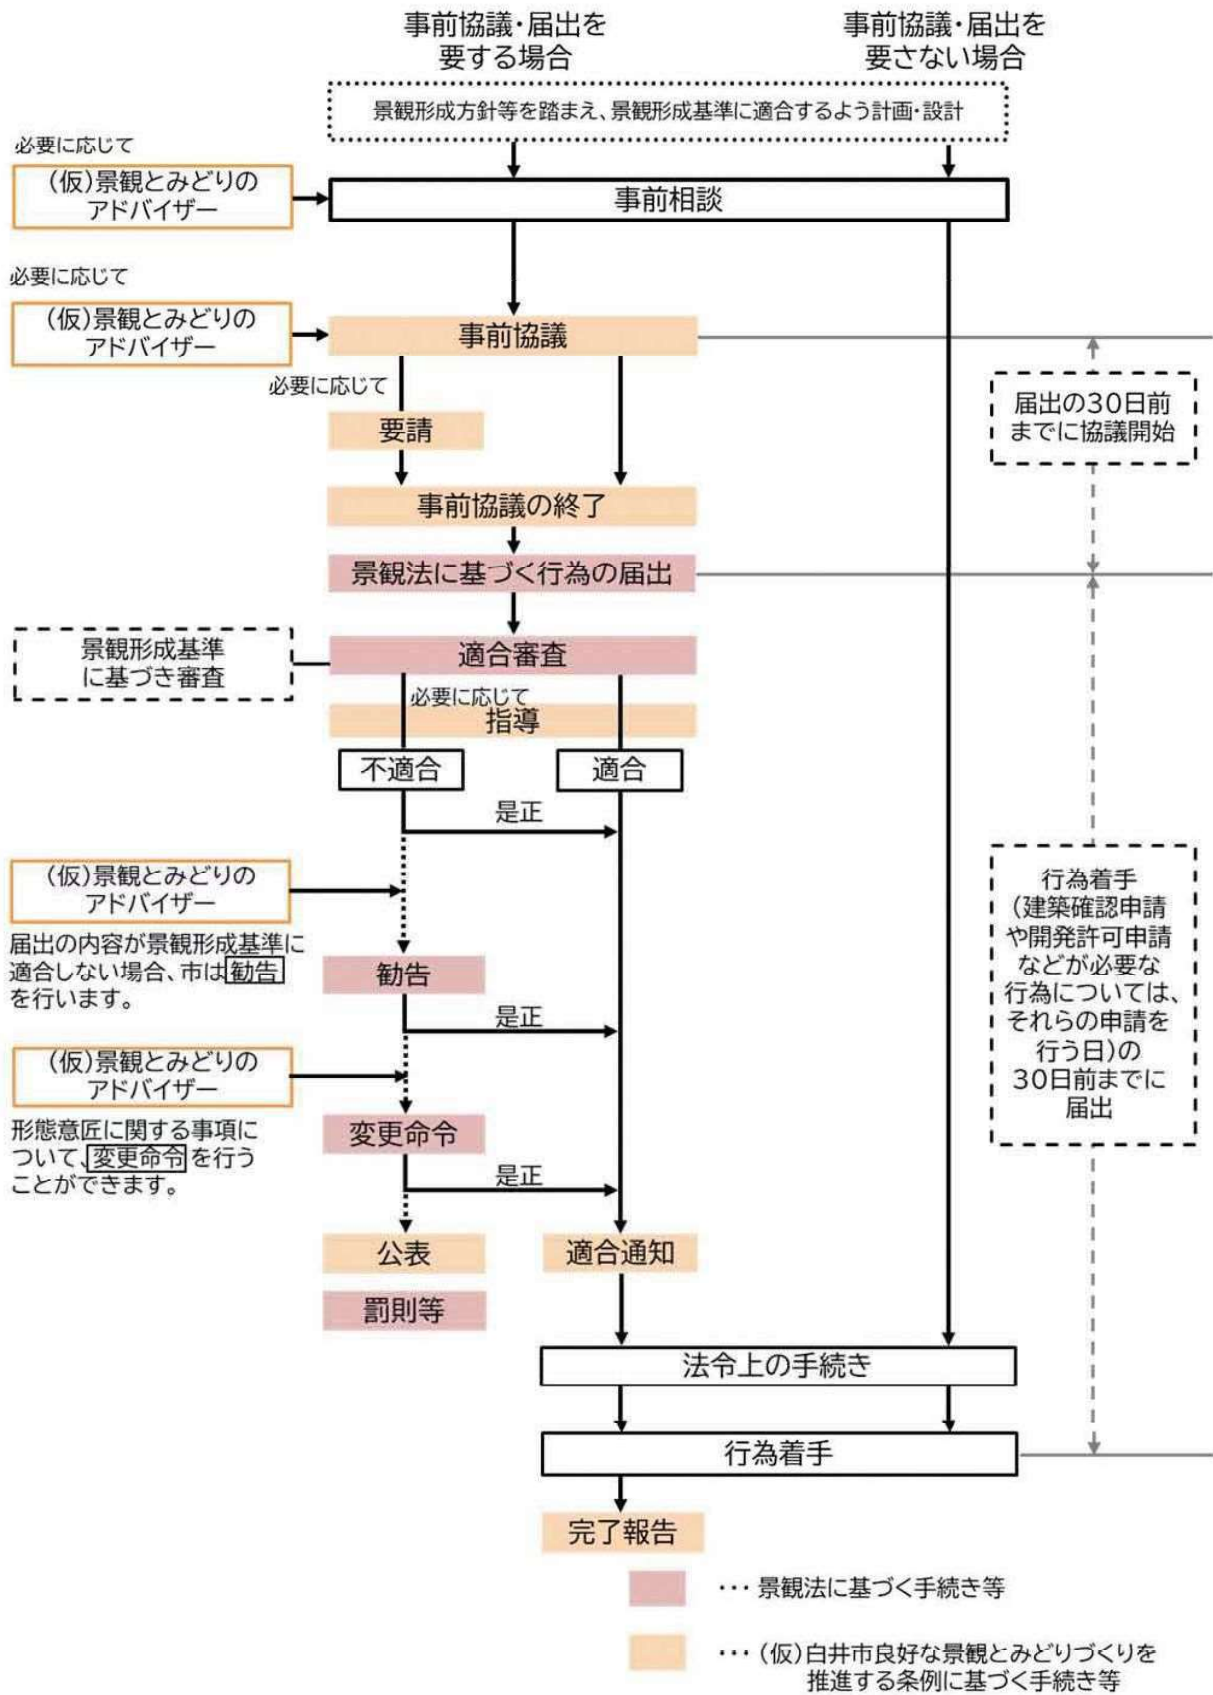 事前協議・届出を
要する場合
事前協議・届出を
要さない場合
景観形成方針等を踏まえ、景観形成基準に適合するよう計画・設計
必要に応じて
(仮)景観とみどりの
アドバイザー
事前相談
必要に応じて
(仮)景観とみどりの
アドバイザー
事前協議
必要に応じて
届出の30日前
までに協議開始
要請
事前協議の終了
景観法に基づく行為の届出
景観形成基準
に基づき審査
適合審査
必要に応じて
指導
不適合
適合
是正
(仮)景観とみどりの
アドバイザー
届出の内容が景観形成基準に
適合しない場合、市は勧告
を行います。
勧告
是正
行為着手
(建築確認申請
や開発許可申請
などが必要な
行為については、
それらの申請を
行う日)の
30日前までに
届出
(仮)景観とみどりの
アドバイザー
形態意匠に関する事項に
ついて、変更命令を行う
ことができます。
変更命令
是正
公表
適合通知
罰則等
法令上の手続き
行為着手
完了報告
・・・景観法に基づく手続き等
・・・(仮)白井市良好な景観とみどりづくりを
推進する条例に基づく手続き等